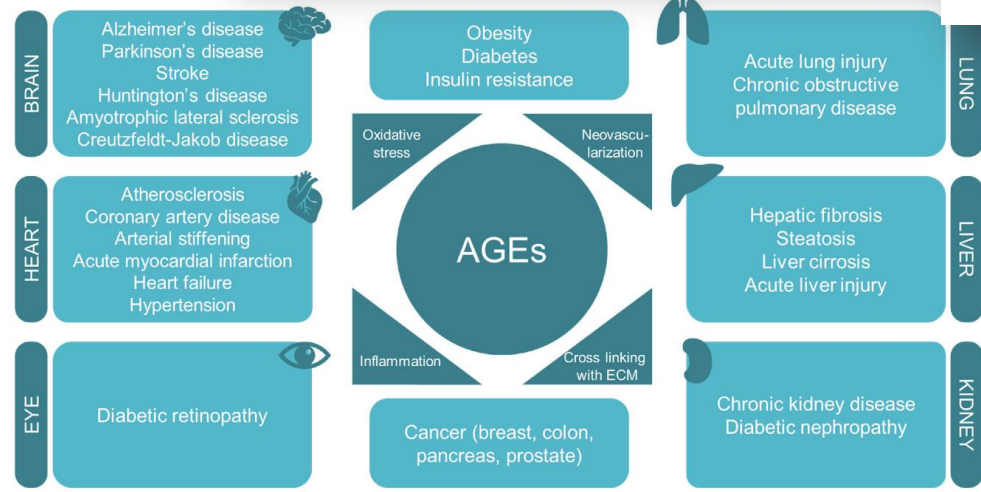 BRAIN
Alzheimer's disease
Parkinson's disease
Stroke
Huntington's disease
Amyotrophic lateral sclerosis
Creutzfeldt-Jakob disease
Obesity
Diabetes
Insulin resistance
Acute lung injury
Chronic obstructive
pulmonary disease
LUNG
Oxidative
stress
Neovascu-
larization
HEART
Atherosclerosis
Coronary artery disease
Arterial stiffening
Acute myocardial infarction
Heart failure
Hypertension
AGEs
Hepatic fibrosis
Steatosis
Liver cirrosis
Acute liver injury
LIVER
Inflammation
Cross linking
with ECM
EYE
Diabetic retinopathy
Cancer (breast, colon,
pancreas, prostate)
Chronic kidney disease
Diabetic nephropathy
KIDNEY